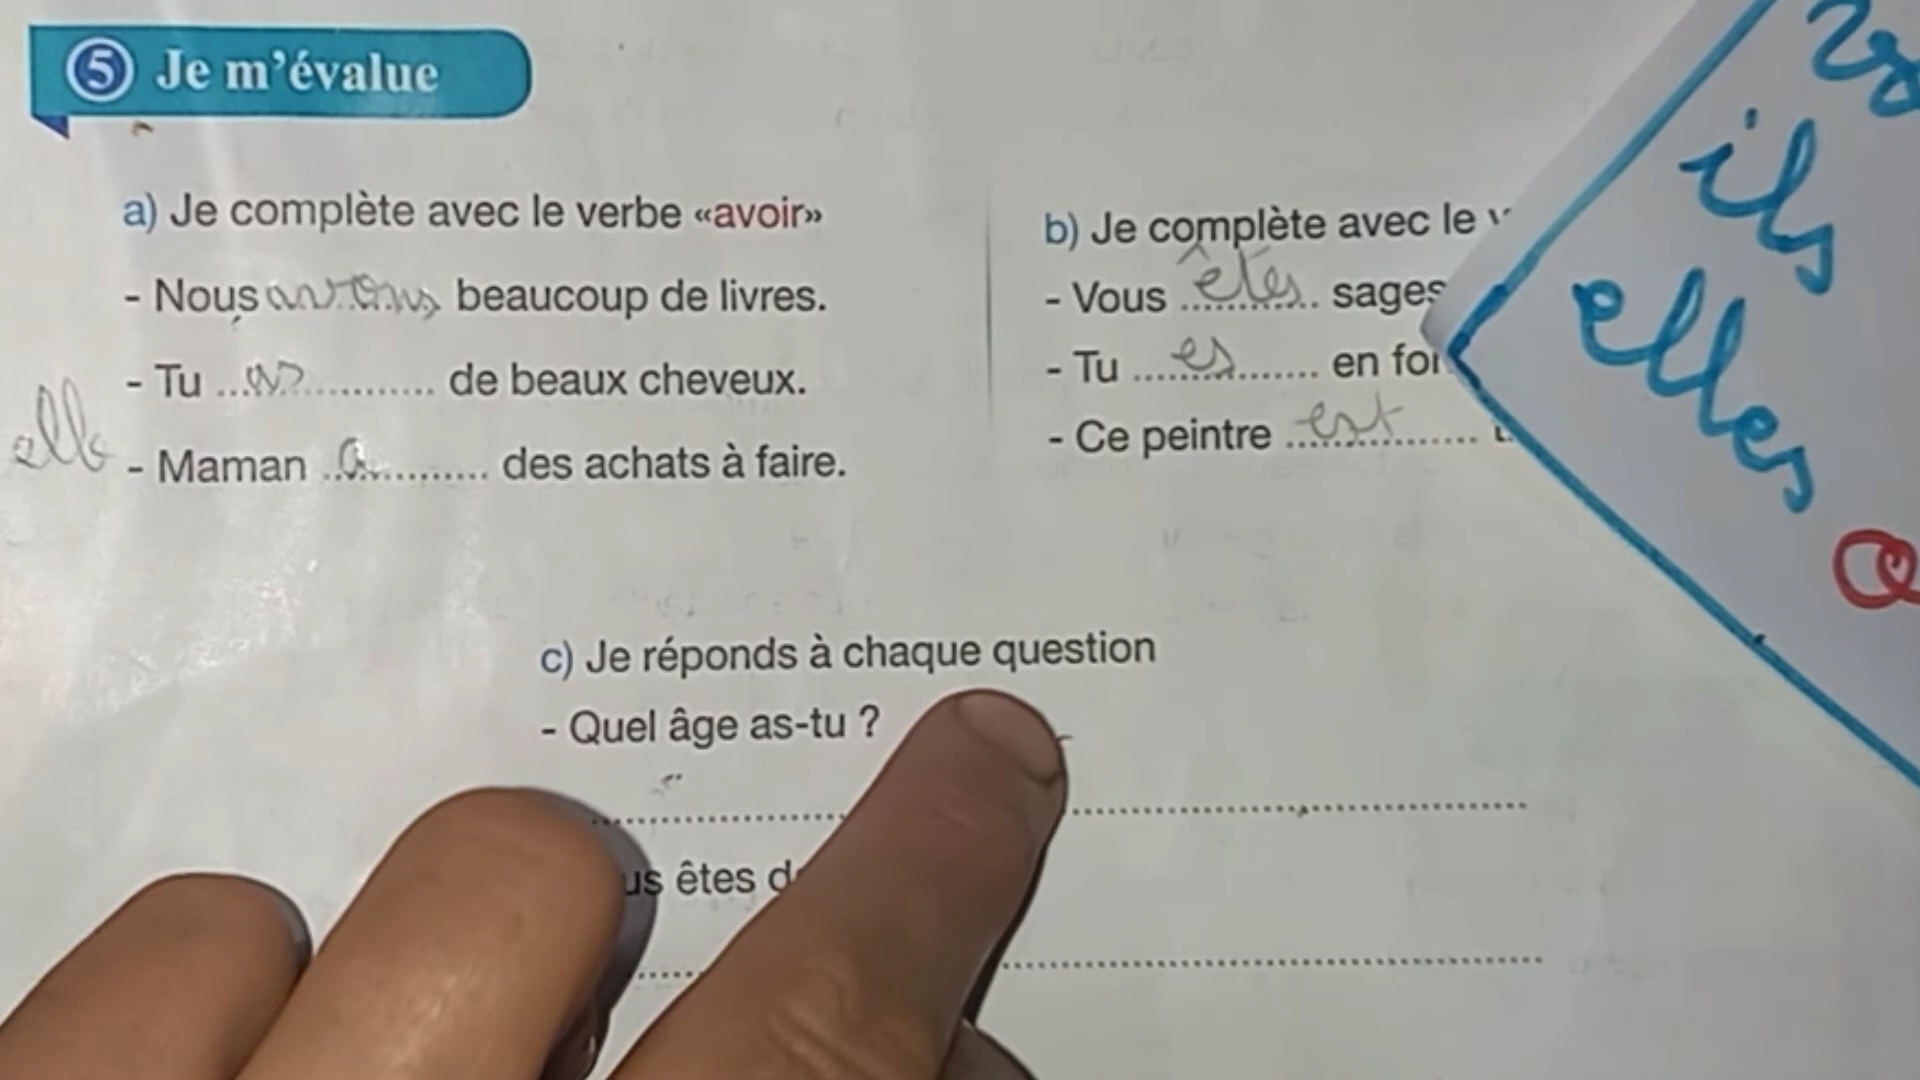 5 Je m'évalue
a) Je complète avec le verbe «avoir»
- Nous avons beaucoup de livres.
- Tu as de beaux cheveux.
elle
- Maman a des achats à faire.
b) Je complète avec le
- Vous êtes sages
- Tu es en for
- Ce peintre est
c) Je réponds à chaque question
- Quel âge as-tu ?
us êtes d
ils
elles